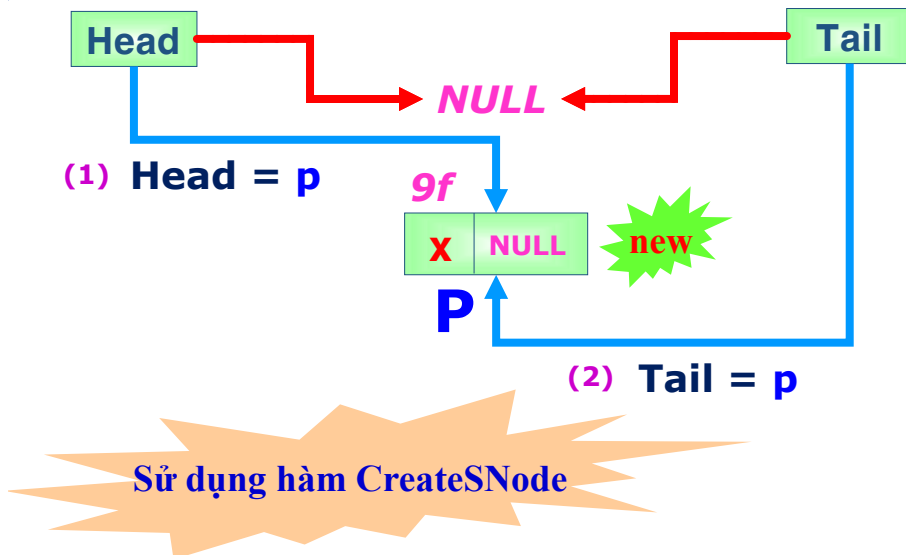 Head
Tail
NULL
(1) Head = p
9f
x NULL
new
P
(2) Tail = p
Sử dụng hàm CreateSNode